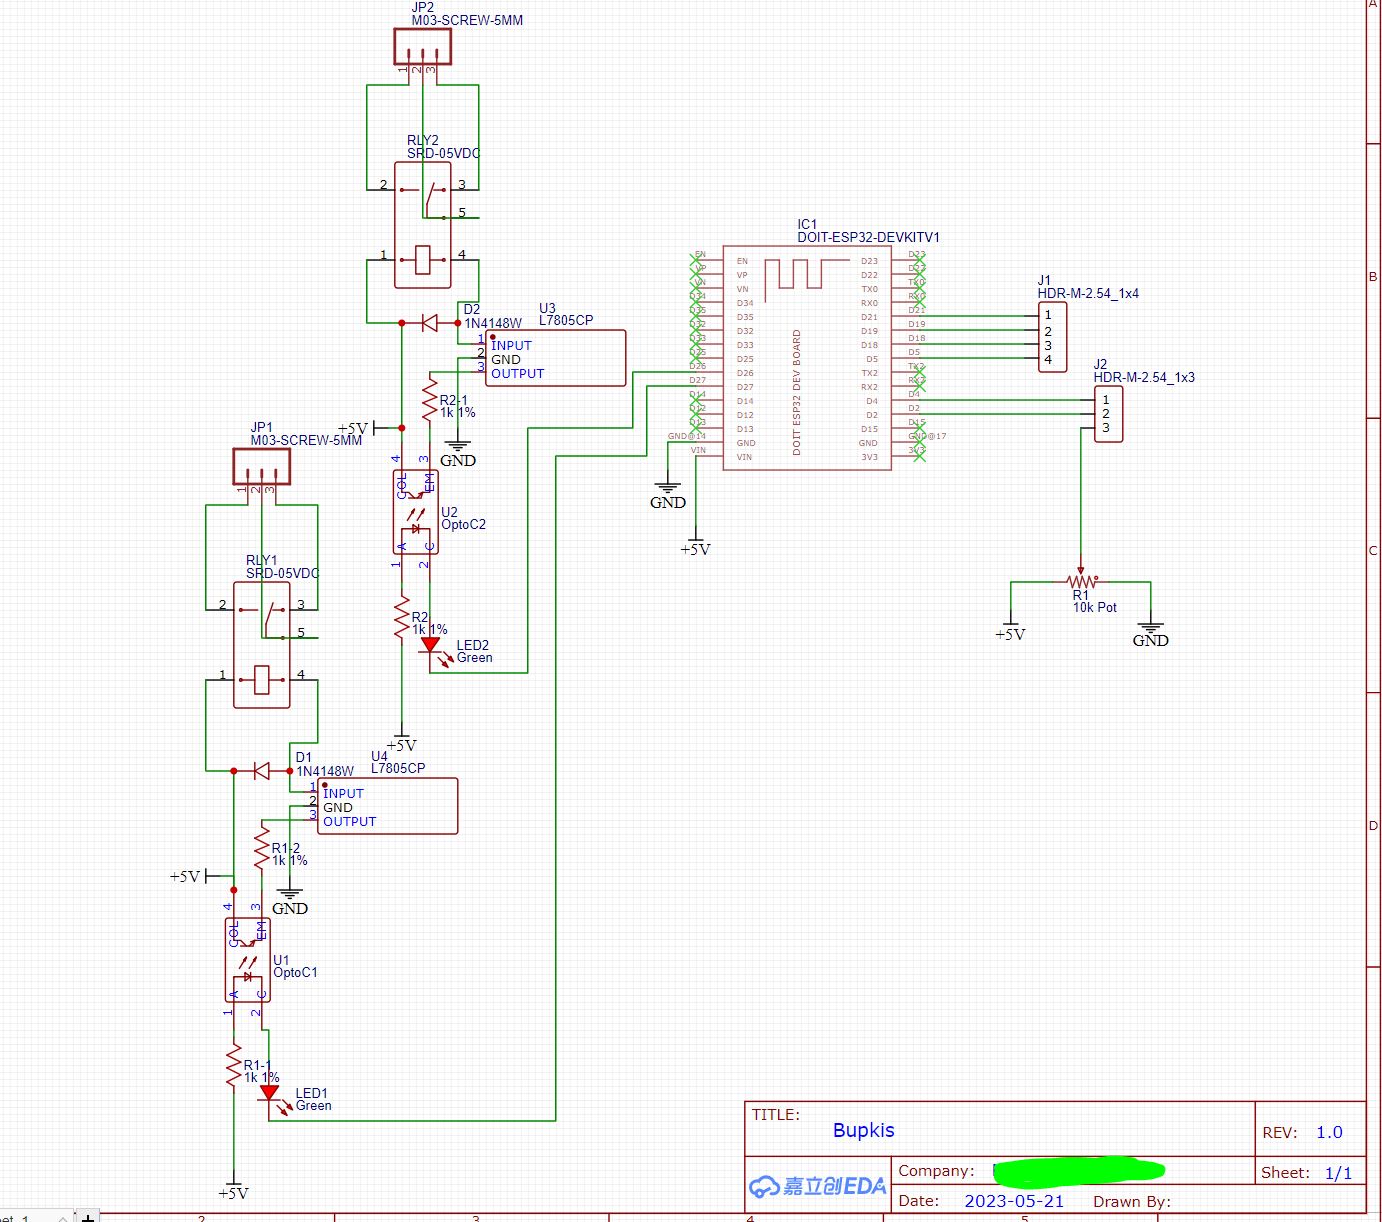 JP2
M03-SCREW-5MM
1 2 3
RLY2
SRD-05VDC
2 3
5
1 4
D2
1N4148W
U3
L7805CP
1 INPUT
2 GND
3 OUTPUT
R2-1
1k 1%
+5V
GND
4 3
COL EM
U2
OptoC2
A C
1 2
R2
1k 1%
LED2
Green
+5V
JP1
M03-SCREW-5MM
1 2 3
RLY1
SRD-05VDC
2 3
5
1 4
D1
1N4148W
U4
L7805CP
1 INPUT
2 GND
3 OUTPUT
R1-2
1k 1%
+5V
GND
4 3
COL EM
U1
OptoC1
A C
1 2
R1-1
1k 1%
LED1
Green
+5V
IC1
DOIT-ESP32-DEVKITV1
DOIT ESP32 DEV BOARD
EN EN D23 D23
VP VP D22 D22
VN VN TX0 TX0
D34 D34 RX0 RX0
D35 D35 D21 D21
D32 D32 D19 D19
D33 D33 D18 D18
D25 D25 D5 D5
D26 D26 TX2 TX2
D27 D27 RX2 RX2
D14 D14 D4 D4
D12 D12 D2 D2
D13 D13 D15 D15
GND@14 GND GND GND@17
VIN VIN 3V3 3V3
GND
+5V
J1
HDR-M-2.54_1x4
1
2
3
4
J2
HDR-M-2.54_1x3
1
2
3
R1
10k Pot
+5V
GND
A
B
C
D
TITLE:
Bupkis
REV: 1.0
嘉立创EDA
Company:
Sheet: 1/1
Date: 2023-05-21 Drawn By:
2 3 4 5